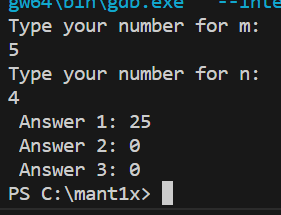 gw64\bin\gdb.exe' '--inte
Type your number for m:
5
Type your number for n:
4
 Answer 1: 25
 Answer 2: 0
 Answer 3: 0
PS C:\mant1x>